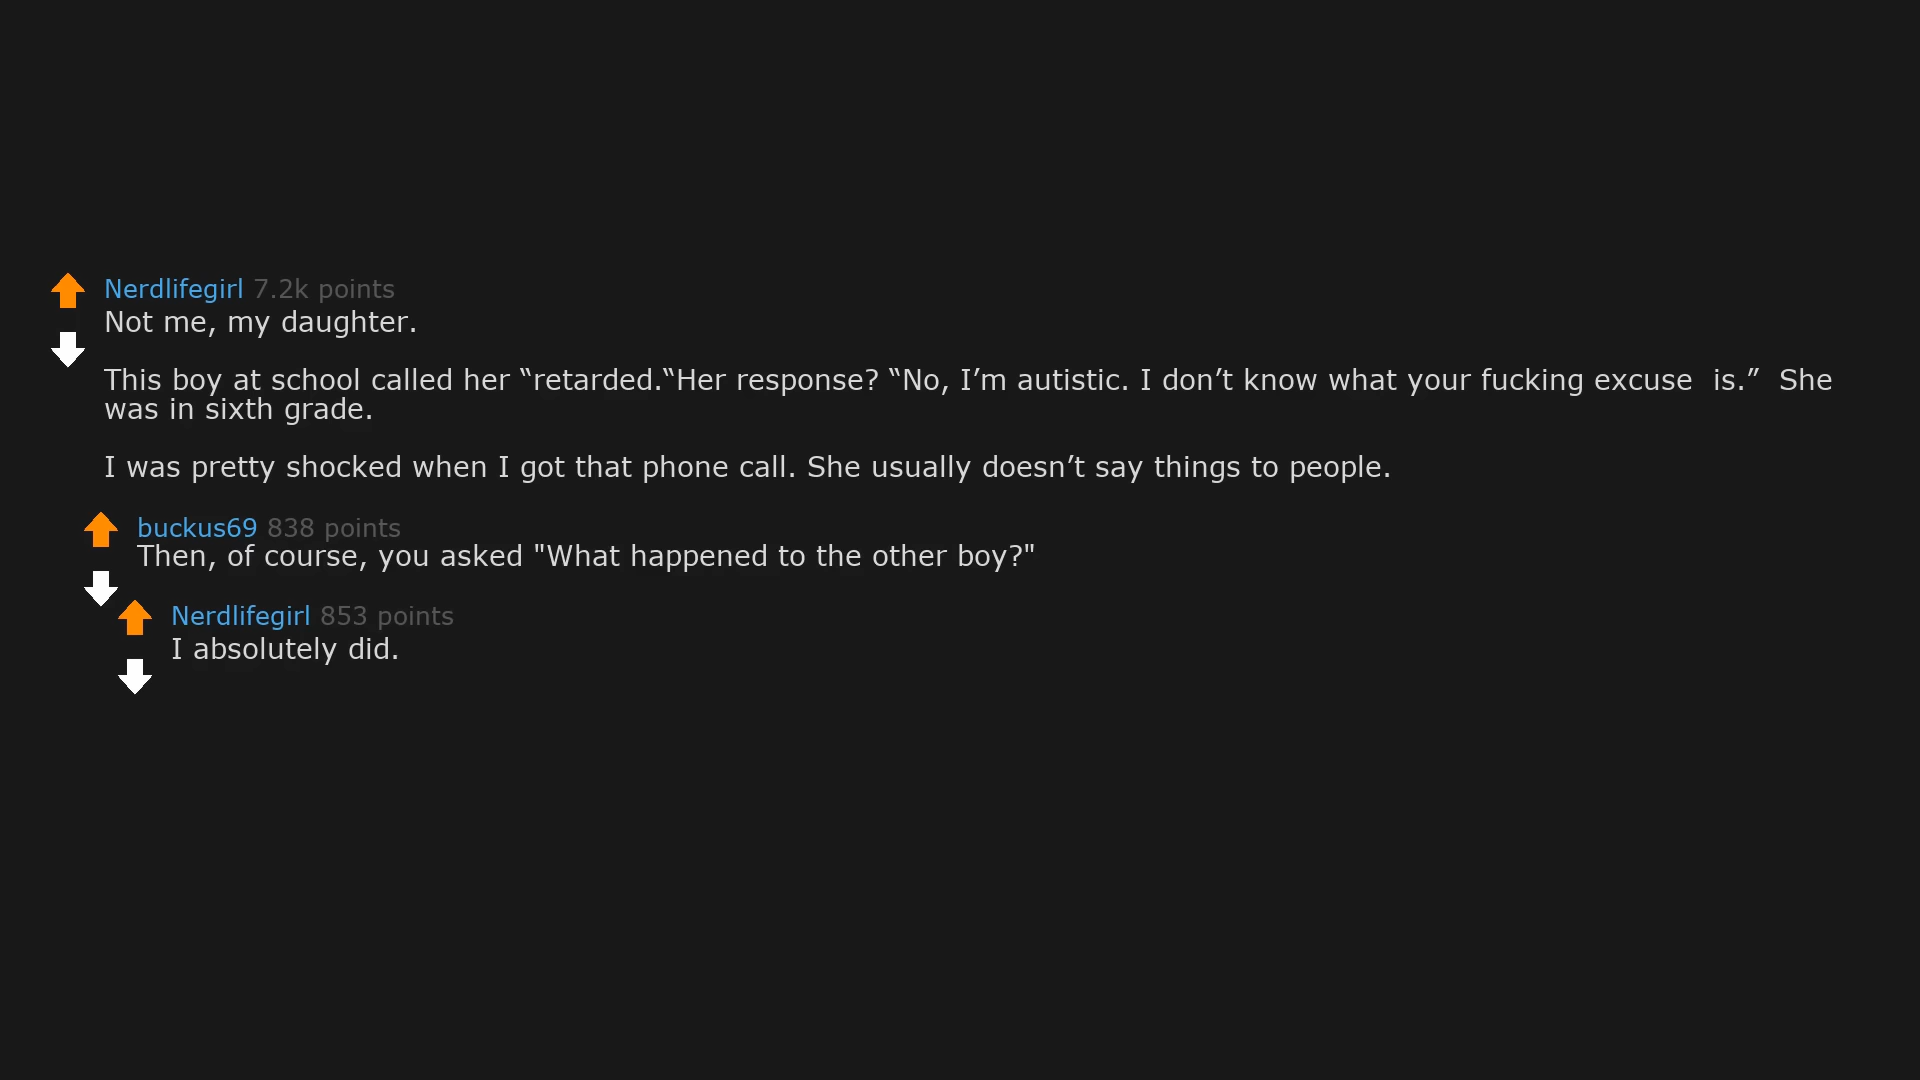 Nerdlifegirl 7.2k points
Not me, my daughter.
This boy at school called her “retarded.‟Her response? “No, I’m autistic. I don’t know what your fucking excuse  is.”  She
was in sixth grade.
I was pretty shocked when I got that phone call. She usually doesn’t say things to people.
buckus69 838 points
Then, of course, you asked "What happened to the other boy?"
Nerdlifegirl 853 points
I absolutely did.